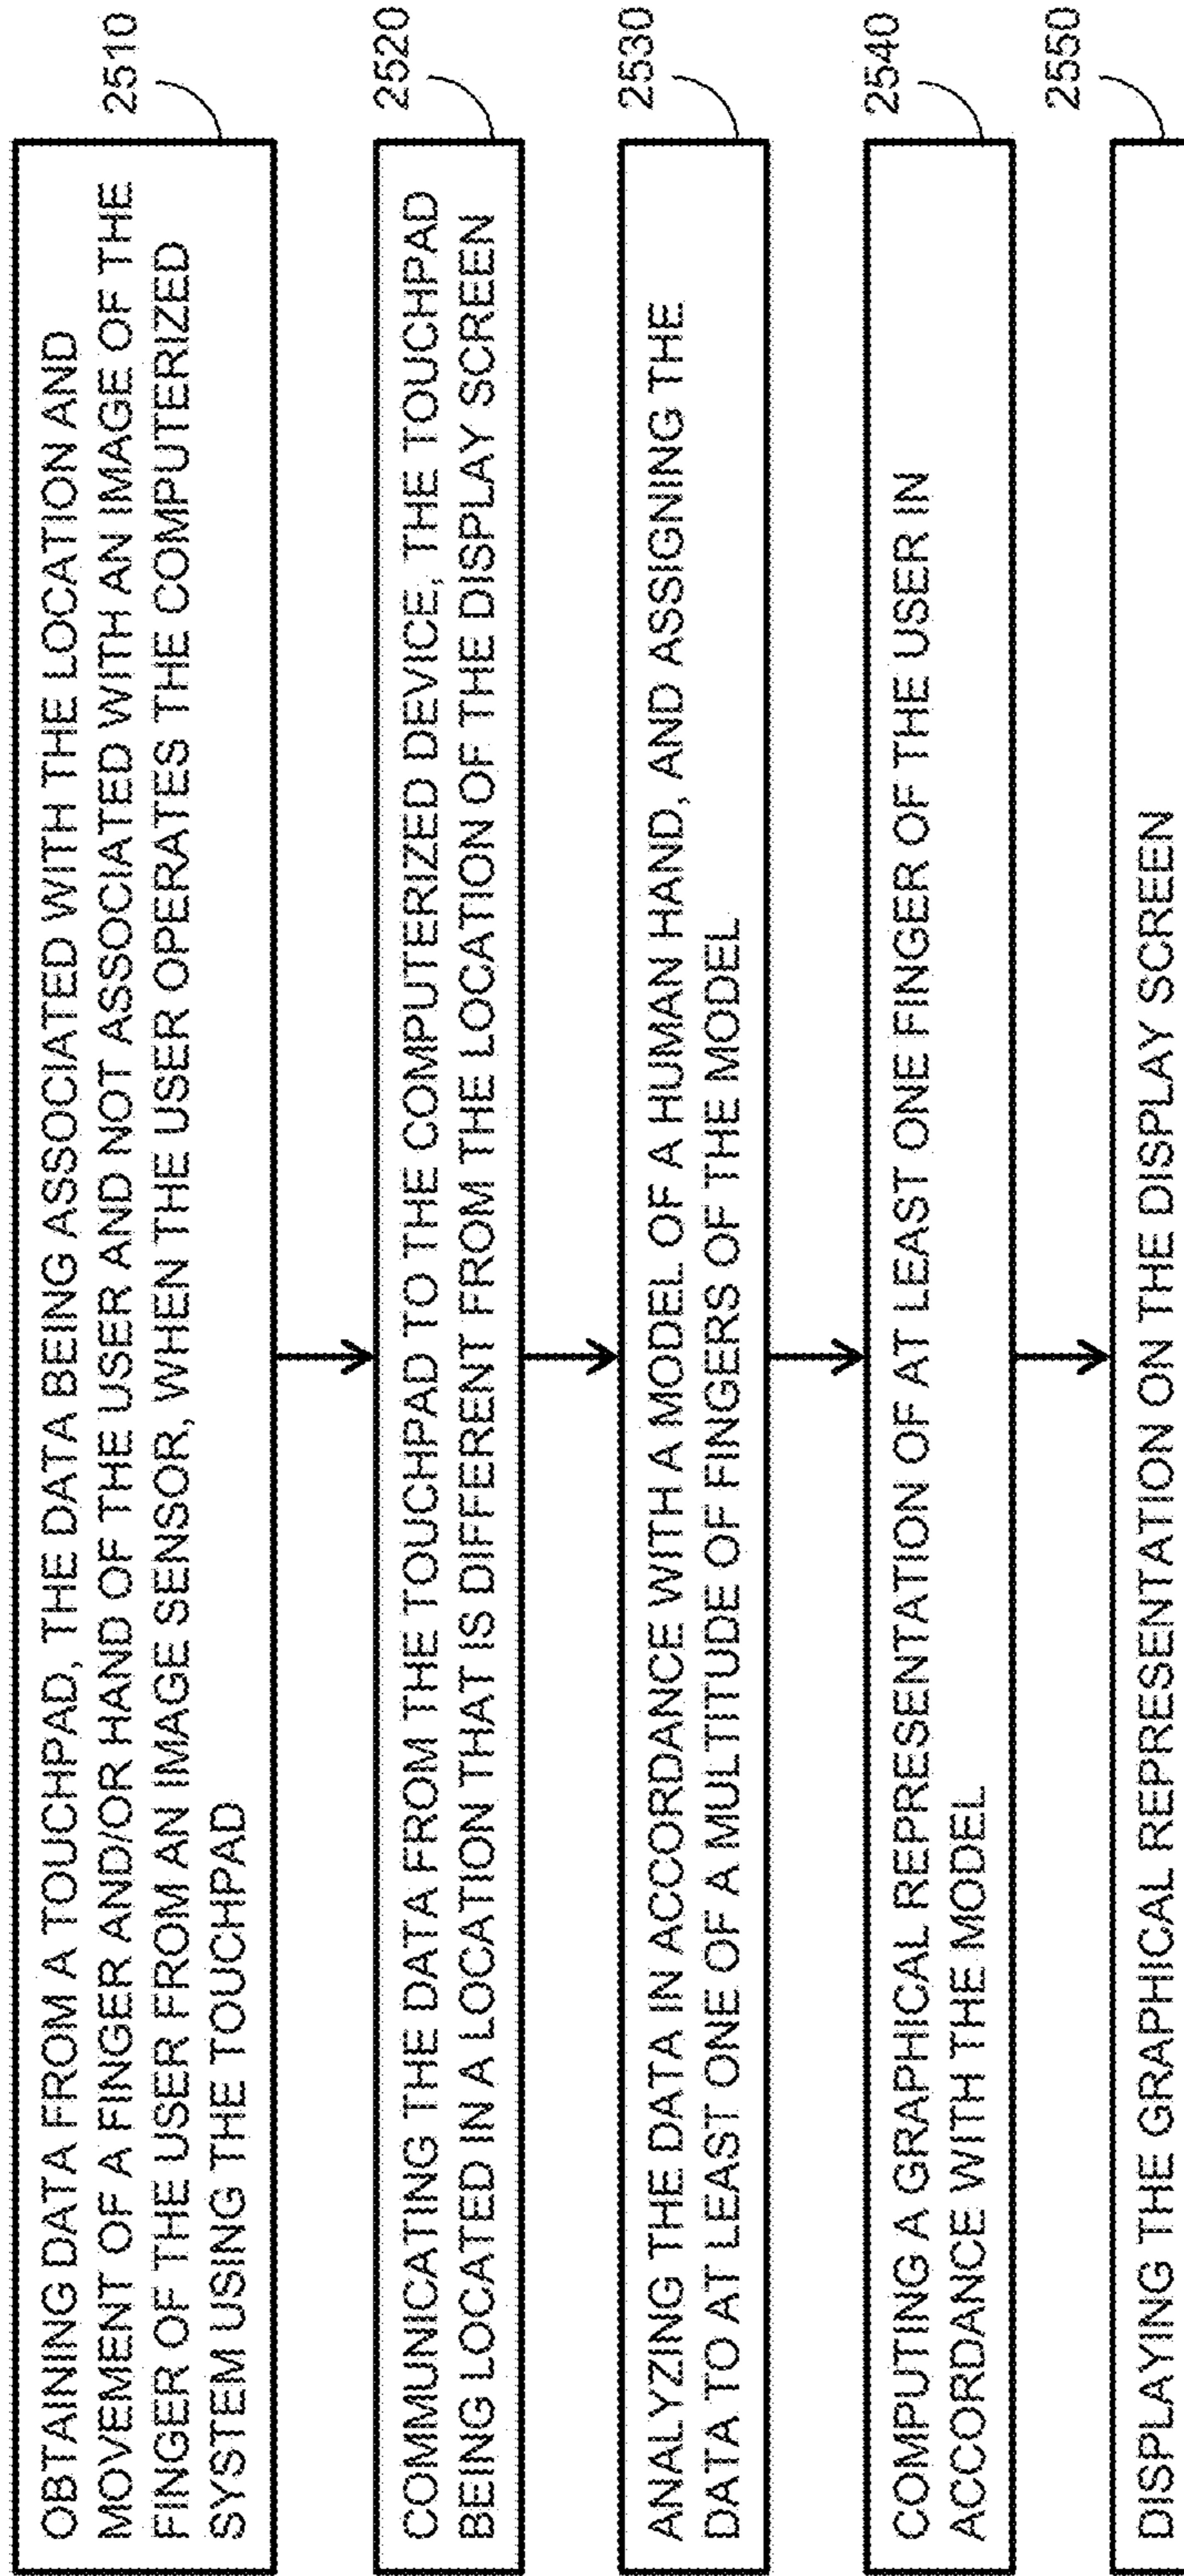 OBTAINING DATA FROM A TOUCHPAD, THE DATA BEING ASSOCIATED WITH THE LOCATION AND
MOVEMENT OF A FINGER AND/OR HAND OF THE USER AND NOT ASSOCIATED WITH AN IMAGE OF THE
FINGER OF THE USER FROM AN IMAGE SENSOR, WHEN THE USER OPERATES THE COMPUTERIZED
SYSTEM USING THE TOUCHPAD
2510
COMMUNICATING THE DATA FROM THE TOUCHPAD TO THE COMPUTERIZED DEVICE, THE TOUCHPAD
BEING LOCATED IN A LOCATION THAT IS DIFFERENT FROM THE LOCATION OF THE DISPLAY SCREEN
2520
ANALYZING THE DATA IN ACCORDANCE WITH A MODEL OF A HUMAN HAND, AND ASSIGNING THE
DATA TO AT LEAST ONE OF A MULTITUDE OF FINGERS OF THE MODEL
2530
COMPUTING A GRAPHICAL REPRESENTATION OF AT LEAST ONE FINGER OF THE USER IN
ACCORDANCE WITH THE MODEL
2540
DISPLAYING THE GRAPHICAL REPRESENTATION ON THE DISPLAY SCREEN
2550